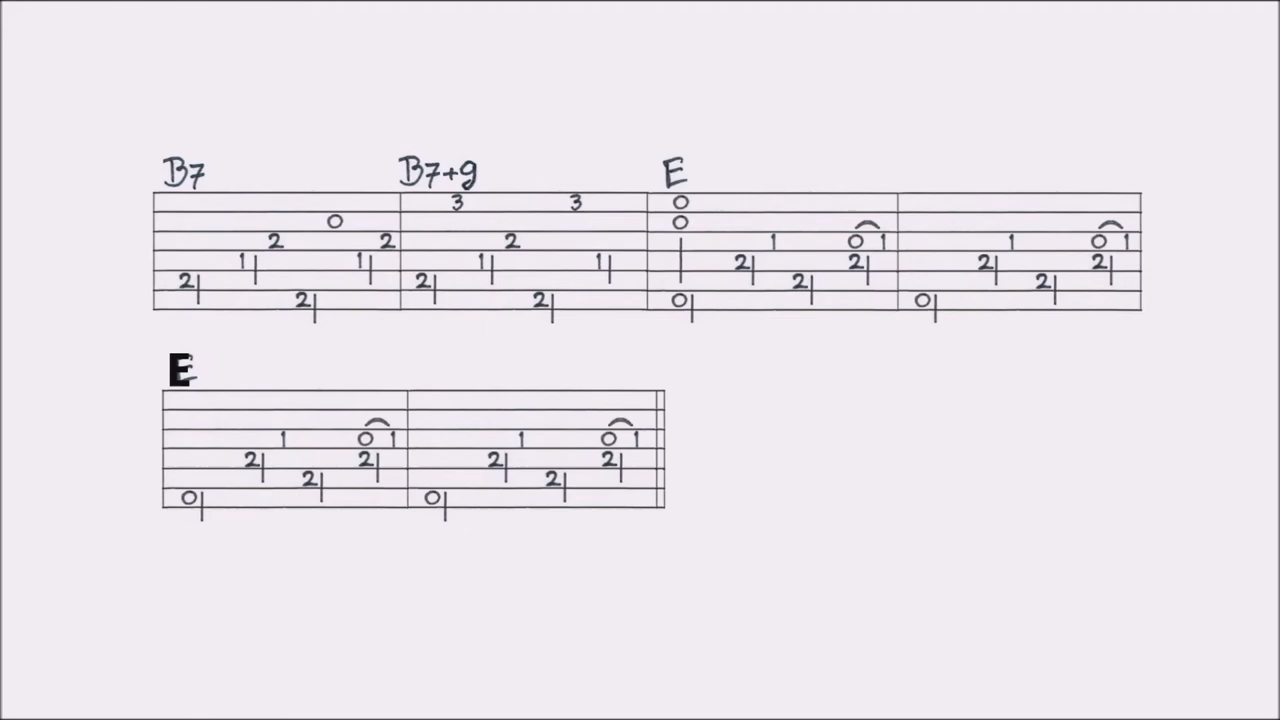 B7 B7+9 E
3 3 0
0 0
2 2 2 1 0 1 1 0 1
1 1 1 1 2 2 2 2
2 2 2 2
2 2 0 0
E
1 0 1 1 0 1
2 2 2 2
2 2
0 0